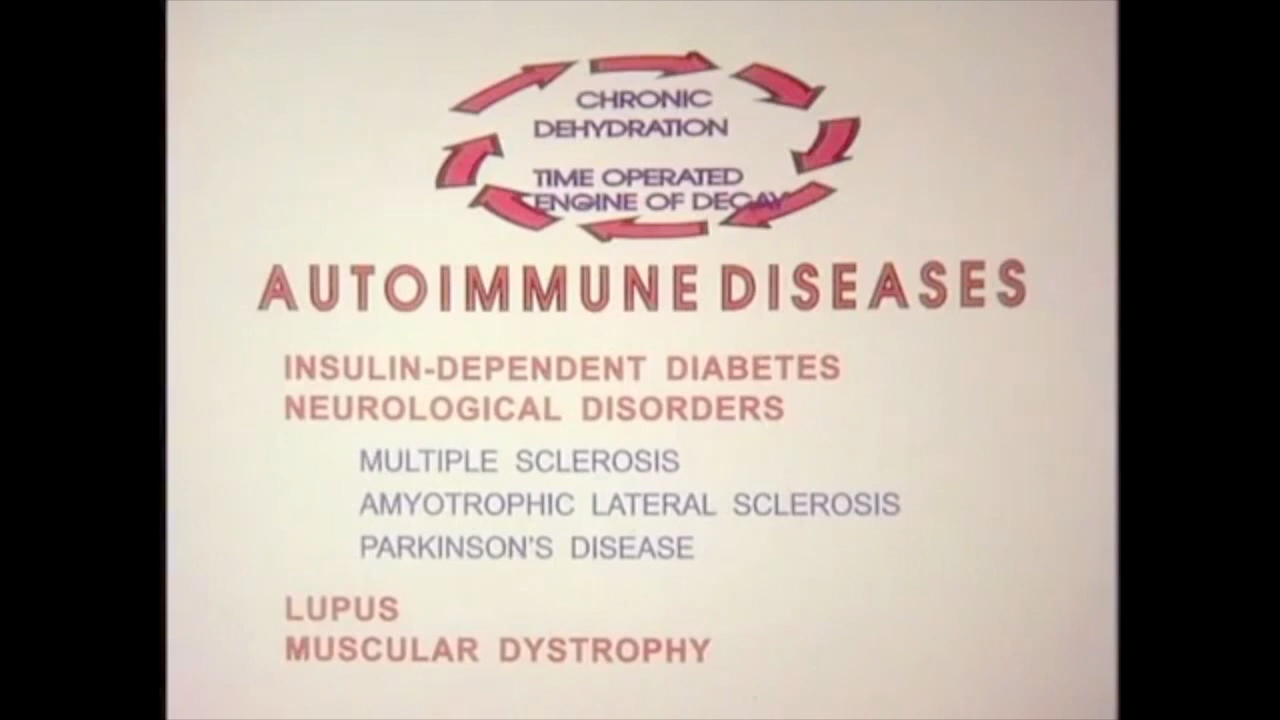 CHRONIC
DEHYDRATION
TIME OPERATED
ENGINE OF DECAY
AUTOIMMUNE DISEASES
INSULIN-DEPENDENT DIABETES
NEUROLOGICAL DISORDERS
MULTIPLE SCLEROSIS
AMYOTROPHIC LATERAL SCLEROSIS
PARKINSON'S DISEASE
LUPUS
MUSCULAR DYSTROPHY